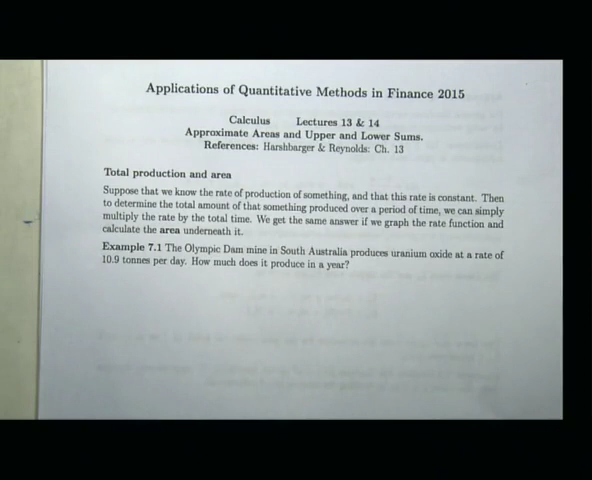 Applications of Quantitative Methods in Finance 2015
Calculus Lectures 13 & 14
Approximate Areas and Upper and Lower Sums.
References: Harshbarger & Reynolds: Ch. 13
Total production and area
Suppose that we know the rate of production of something, and that this rate is constant. Then
to determine the total amount of that something produced over a period of time, we can simply
multiply the rate by the total time. We get the same answer if we graph the rate function and
calculate the area underneath it.
Example 7.1 The Olympic Dam mine in South Australia produces uranium oxide at a rate of
10.9 tonnes per day. How much does it produce in a year?